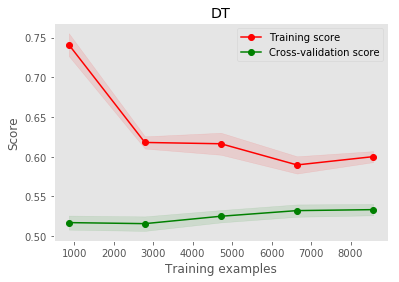 DT
Training score
Cross-validation score
0.75
0.70
0.65
0.60
0.55
0.50
Score
1000 2000 3000 4000 5000 6000 7000 8000
Training examples